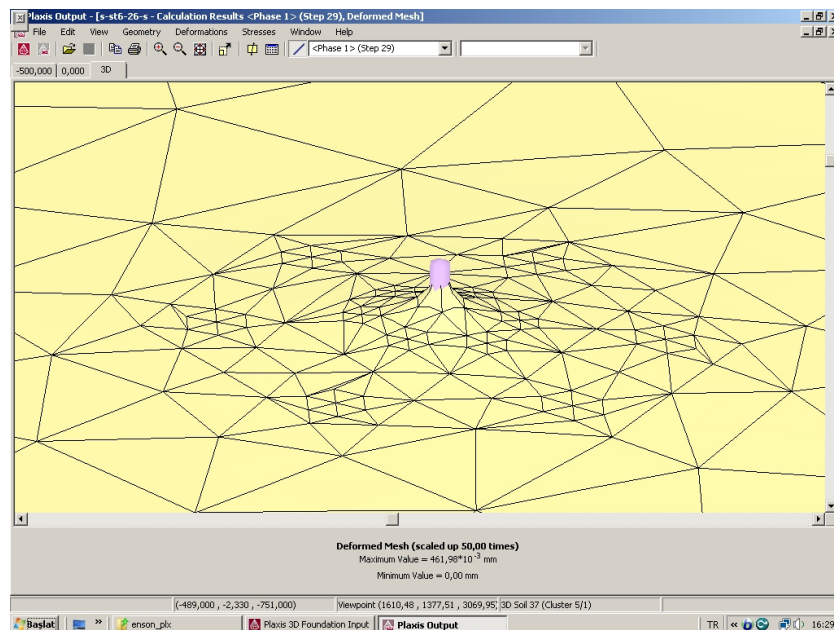 Plaxis Output - [s-st6-26-s - Calculation Results <Phase 1> (Step 29), Deformed Mesh]
File Edit View Geometry Deformations Stresses Window Help
<Phase 1> (Step 29)
-500,000 0,000 3D
Deformed Mesh (scaled up 50,00 times)
Maximum Value = 461,98*10-3 mm
Minimum Value = 0,00 mm
(-489,000 , -2,330 , -751,000) Viewpoint (1610,48 , 1377,51 , 3069,95) 3D Soil 37 (Cluster 5/1)
Başlat » enson_plx Plaxis 3D Foundation Input Plaxis Output TR « 16:29